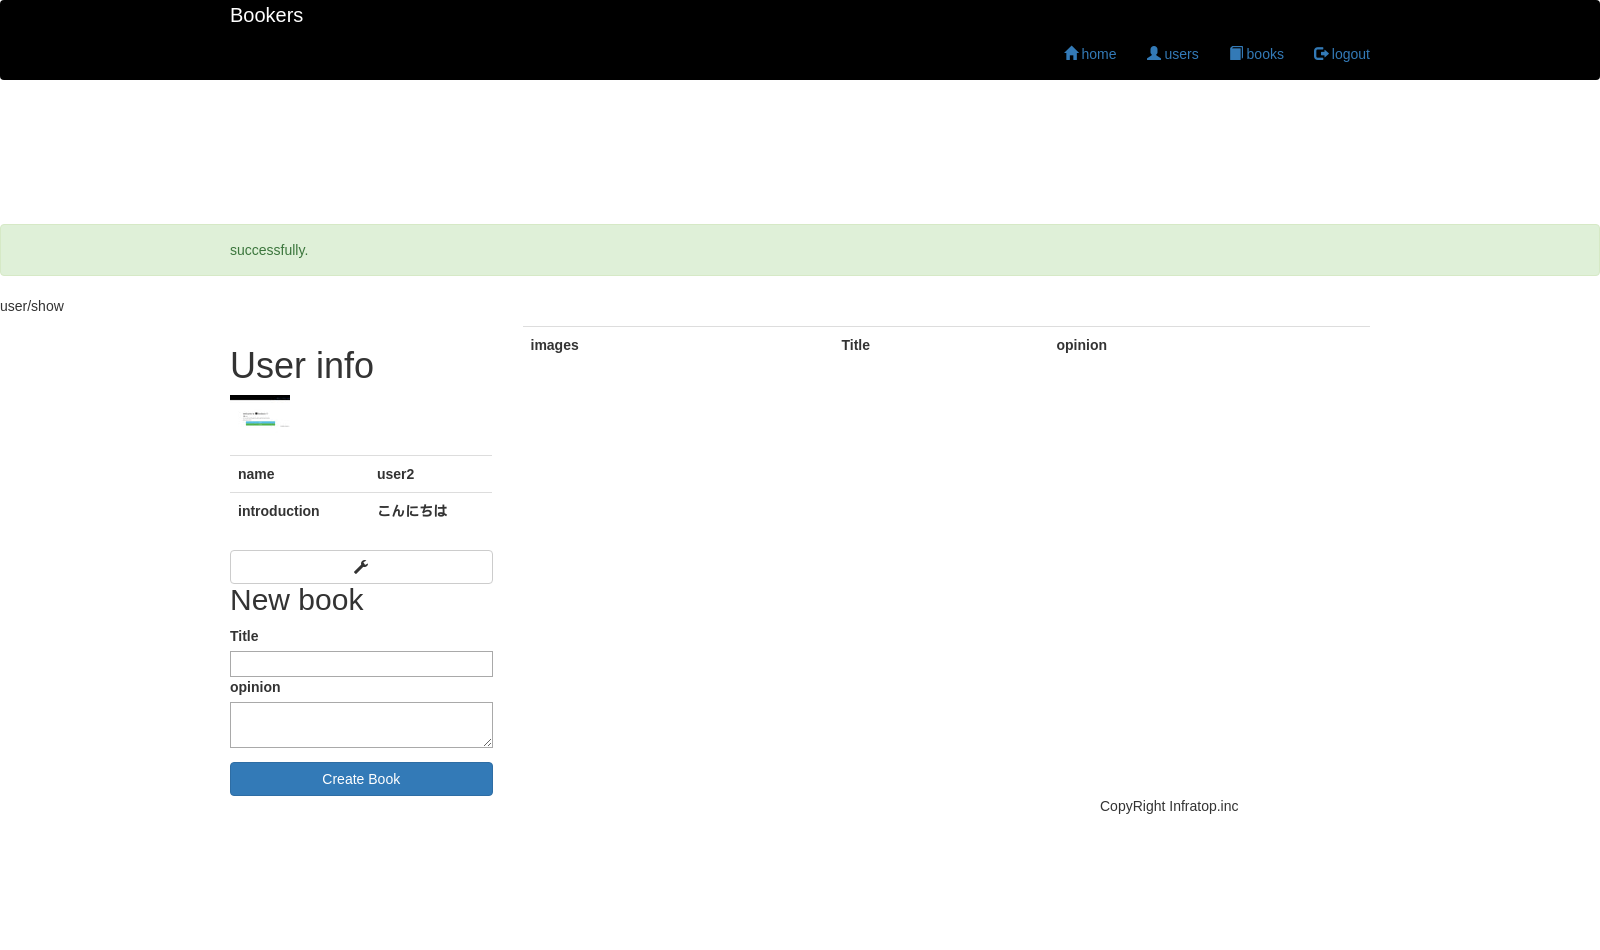 Bookers
home users books logout
successfully.
user/show
images Title opinion
User info
name user2
introduction こんにちは
New book
Title
opinion
Create Book
CopyRight Infratop.inc